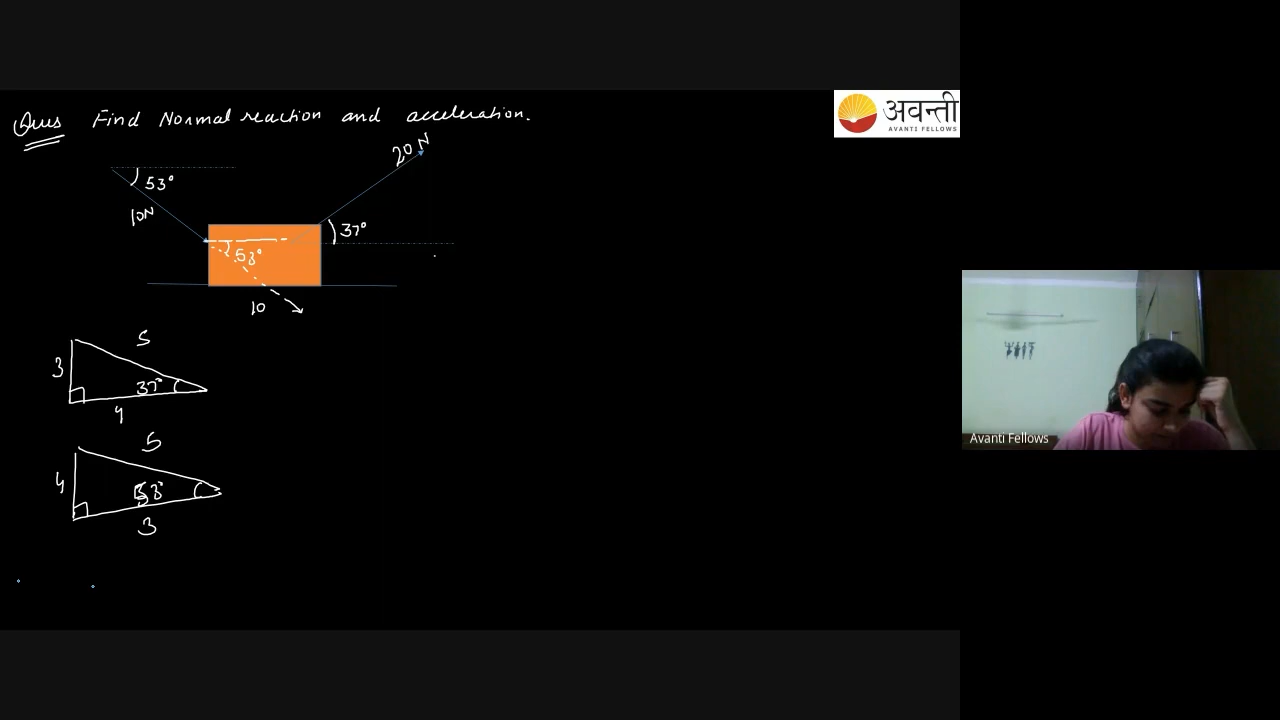 Ques Find Normal reaction and acceleration.
अवन्ती
AVANTI FELLOWS
20 N
53°
10N
37°
53°
10
5
3
37°
4
5
4
53°
3
Avanti Fellows